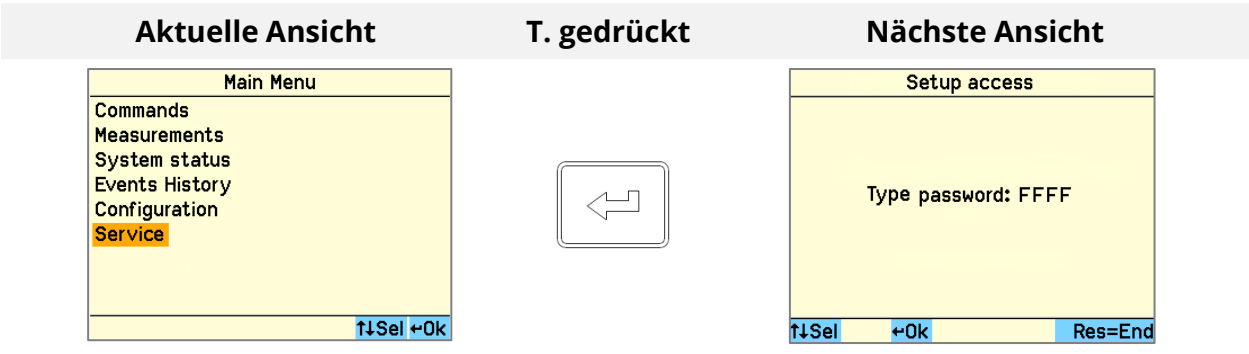 Aktuelle Ansicht T. gedrückt Nächste Ansicht
Main Menu
Commands
Measurements
System status
Events History
Configuration
Service
↑↓Sel ↵Ok
Setup access
Type password: FFFF
↑↓Sel ↵Ok Res=End